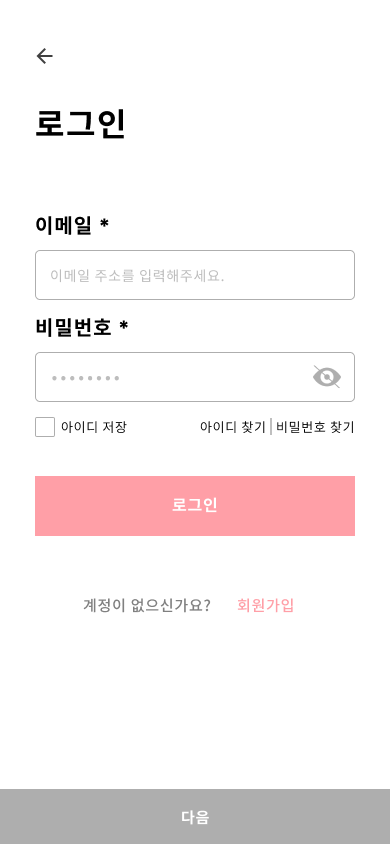 로그인
이메일 *
이메일 주소를 입력해주세요.
비밀번호 *
아이디 저장
아이디 찾기 | 비밀번호 찾기
로그인
계정이 없으신가요? 회원가입
다음